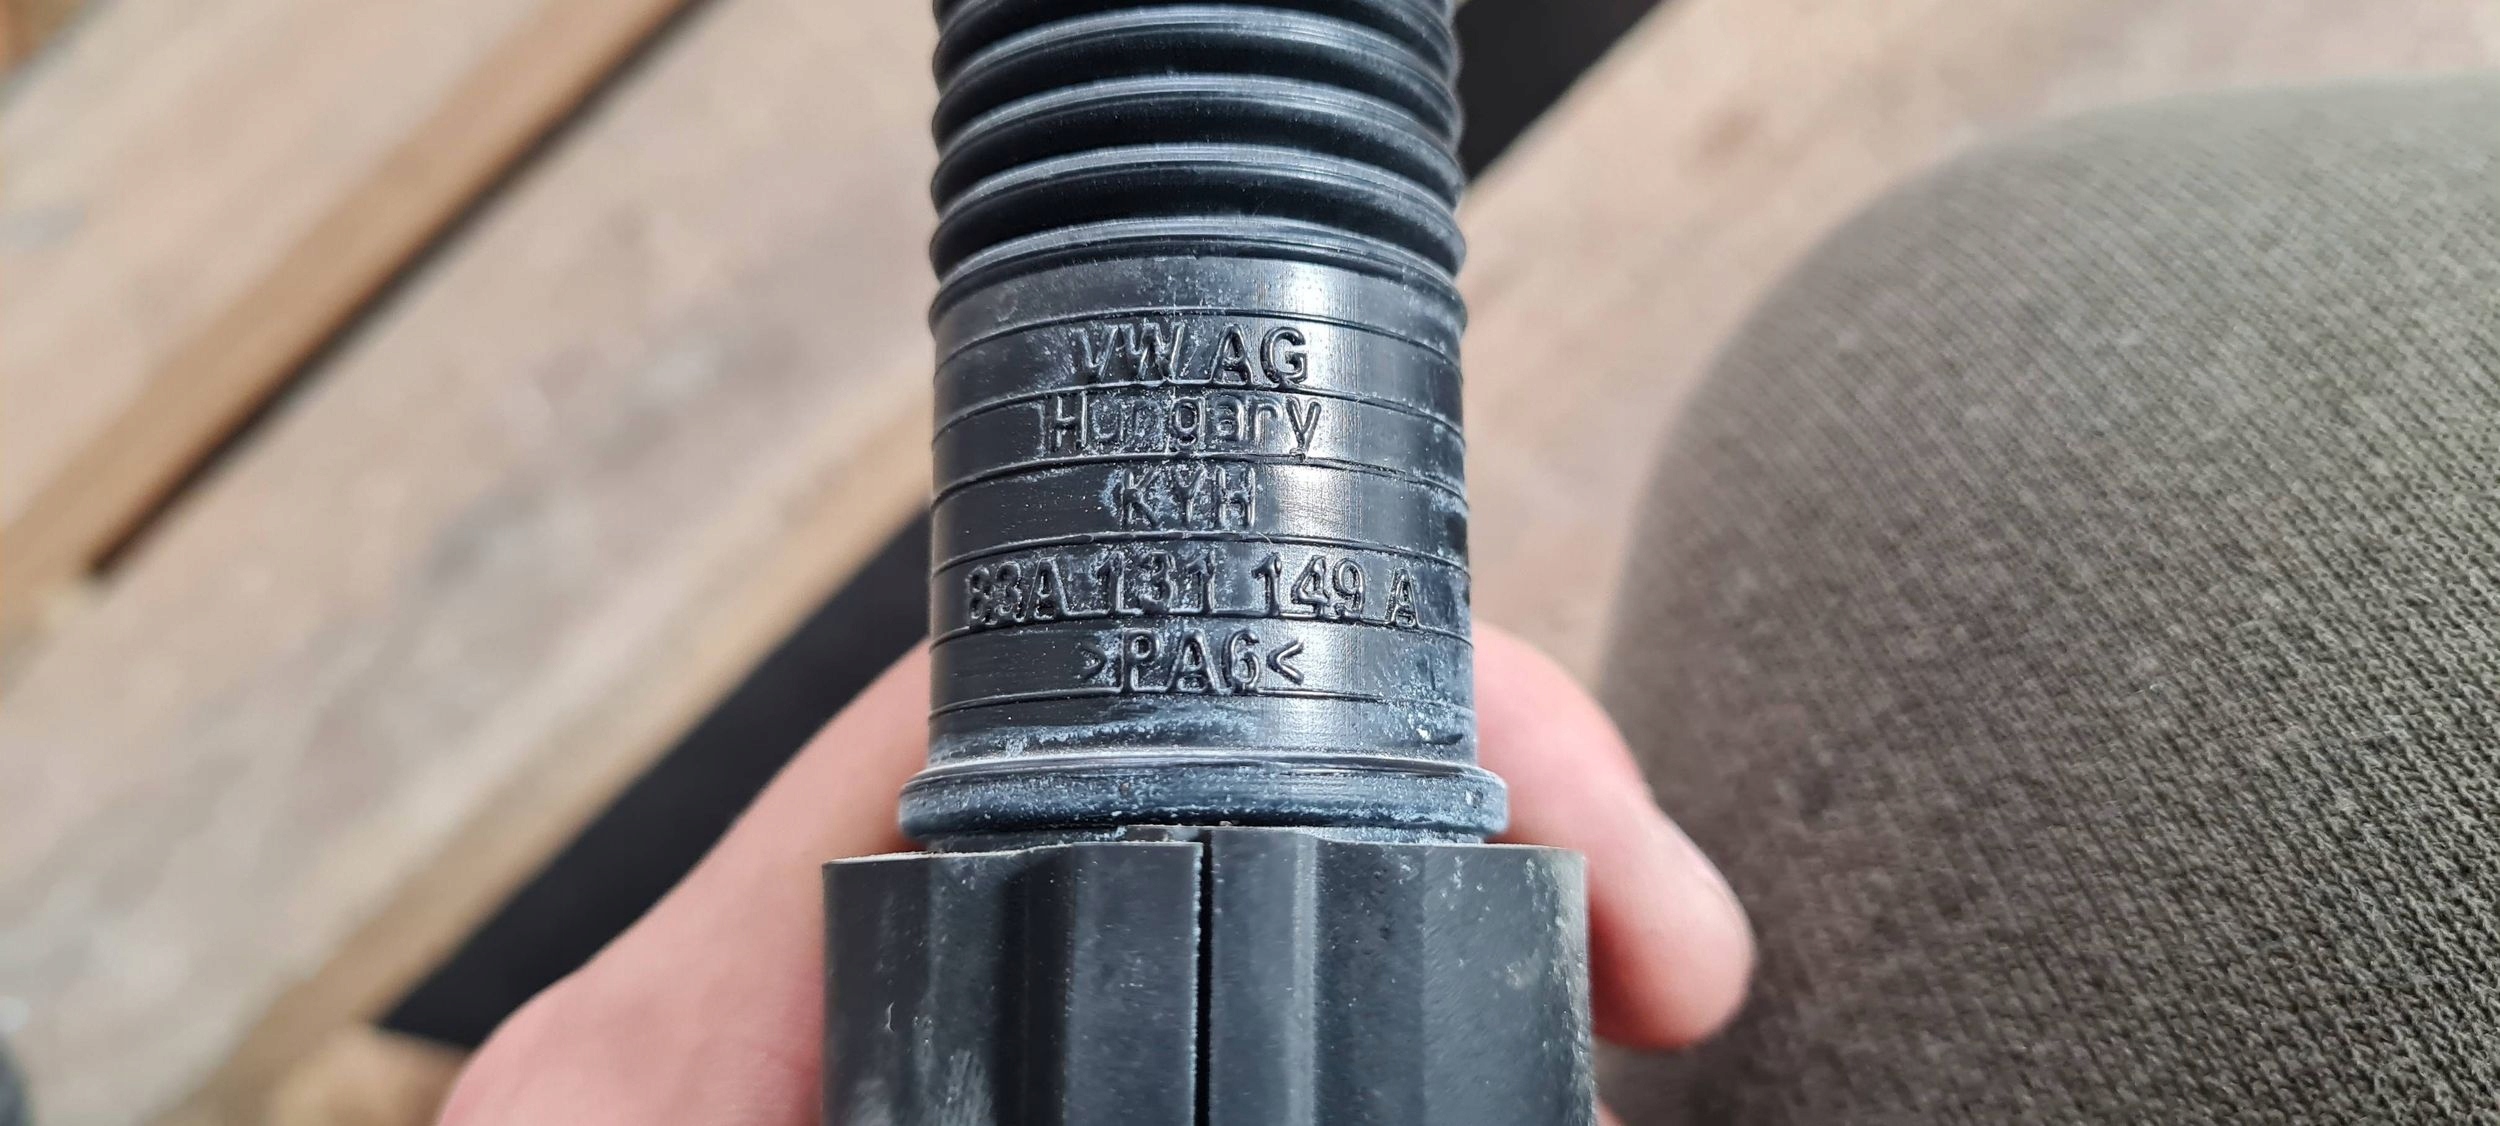 VW AG
Hungary
KYH
83A 131 149 A
>PA6<